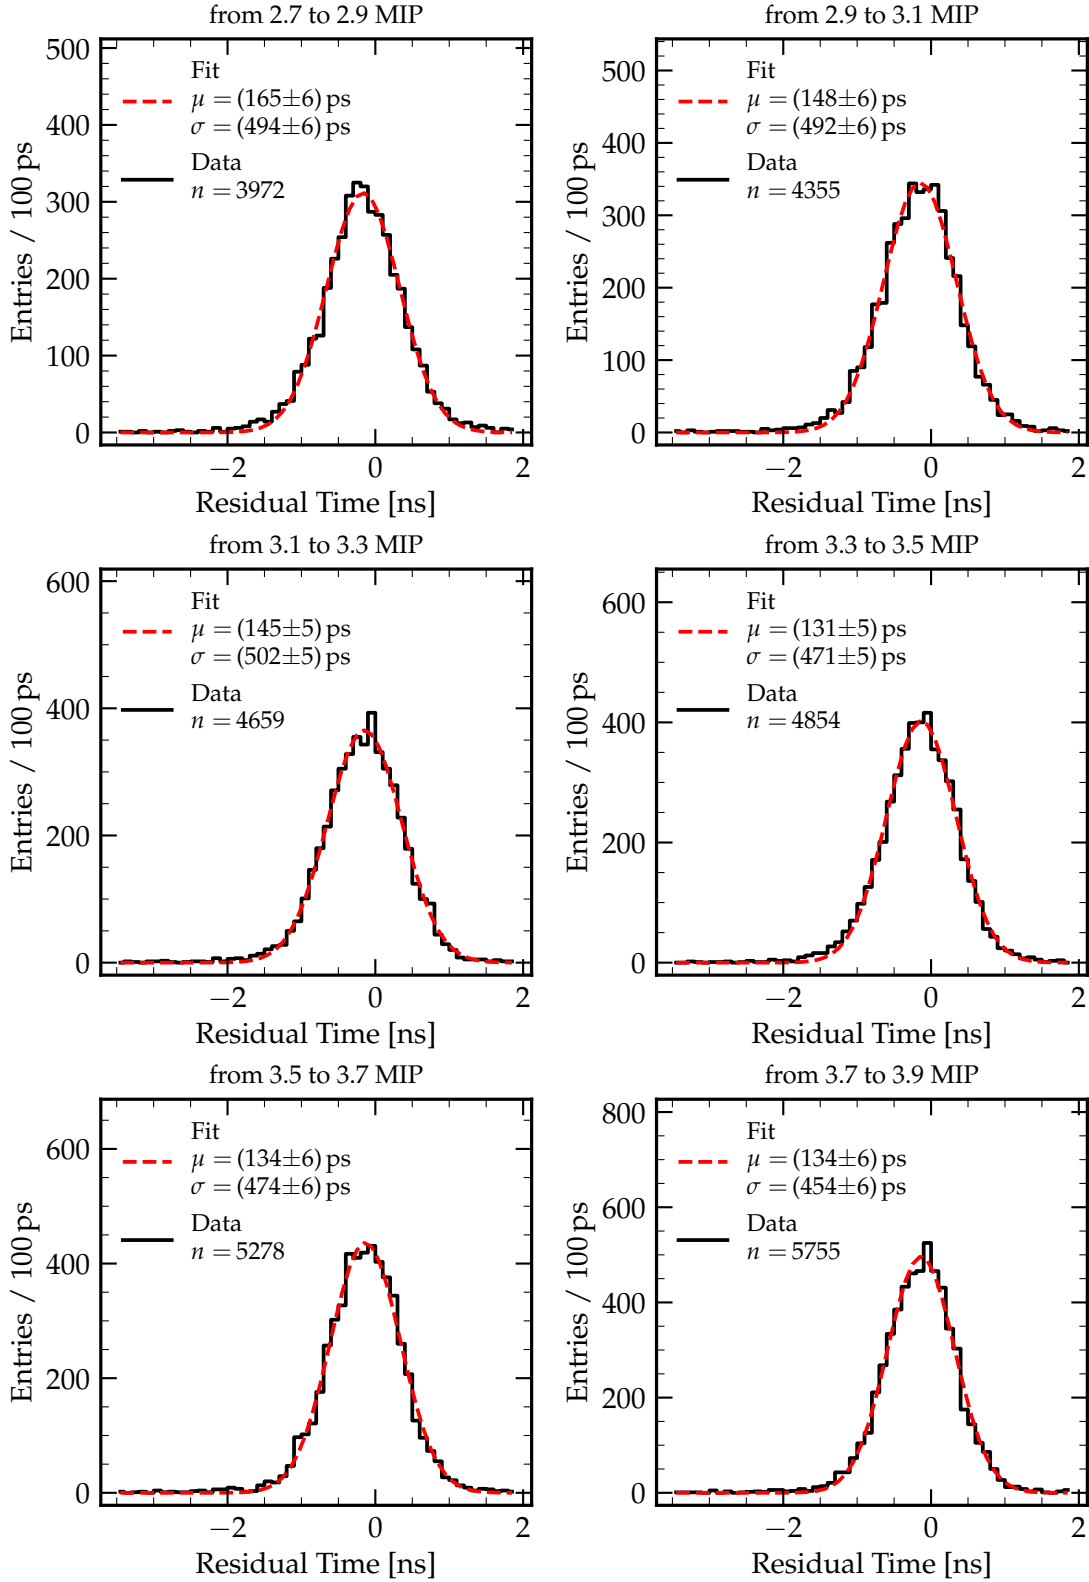 from 2.7 to 2.9 MIP
500
400
300
200
100
0
Entries / 100 ps
Fit
μ = (165±6) ps
σ = (494±6) ps
Data
n = 3972
−2
0
2
Residual Time [ns]
from 2.9 to 3.1 MIP
500
400
300
200
100
0
Entries / 100 ps
Fit
μ = (148±6) ps
σ = (492±6) ps
Data
n = 4355
−2
0
2
Residual Time [ns]
from 3.1 to 3.3 MIP
600
400
200
0
Entries / 100 ps
Fit
μ = (145±5) ps
σ = (502±5) ps
Data
n = 4659
−2
0
2
Residual Time [ns]
from 3.3 to 3.5 MIP
600
400
200
0
Entries / 100 ps
Fit
μ = (131±5) ps
σ = (471±5) ps
Data
n = 4854
−2
0
2
Residual Time [ns]
from 3.5 to 3.7 MIP
600
400
200
0
Entries / 100 ps
Fit
μ = (134±6) ps
σ = (474±6) ps
Data
n = 5278
−2
0
2
Residual Time [ns]
from 3.7 to 3.9 MIP
800
600
400
200
0
Entries / 100 ps
Fit
μ = (134±6) ps
σ = (454±6) ps
Data
n = 5755
−2
0
2
Residual Time [ns]